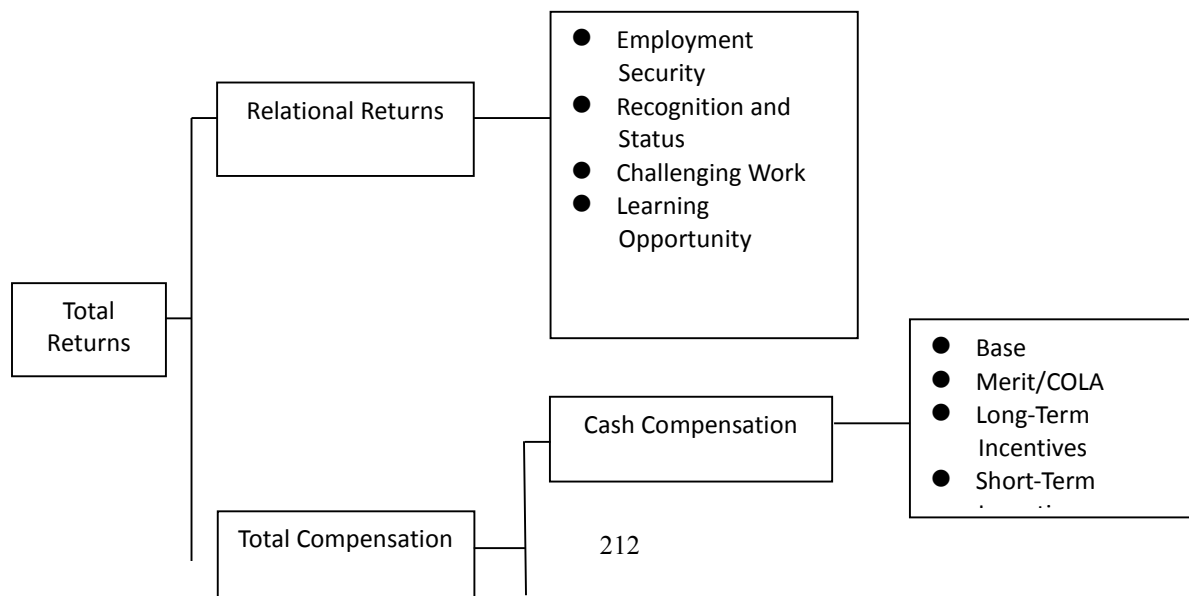 ● Employment
Security
● Recognition and
Status
● Challenging Work
● Learning
Opportunity
Relational Returns
Total
Returns
● Base
● Merit/COLA
● Long-Term
Incentives
● Short-Term
Cash Compensation
Total Compensation
212